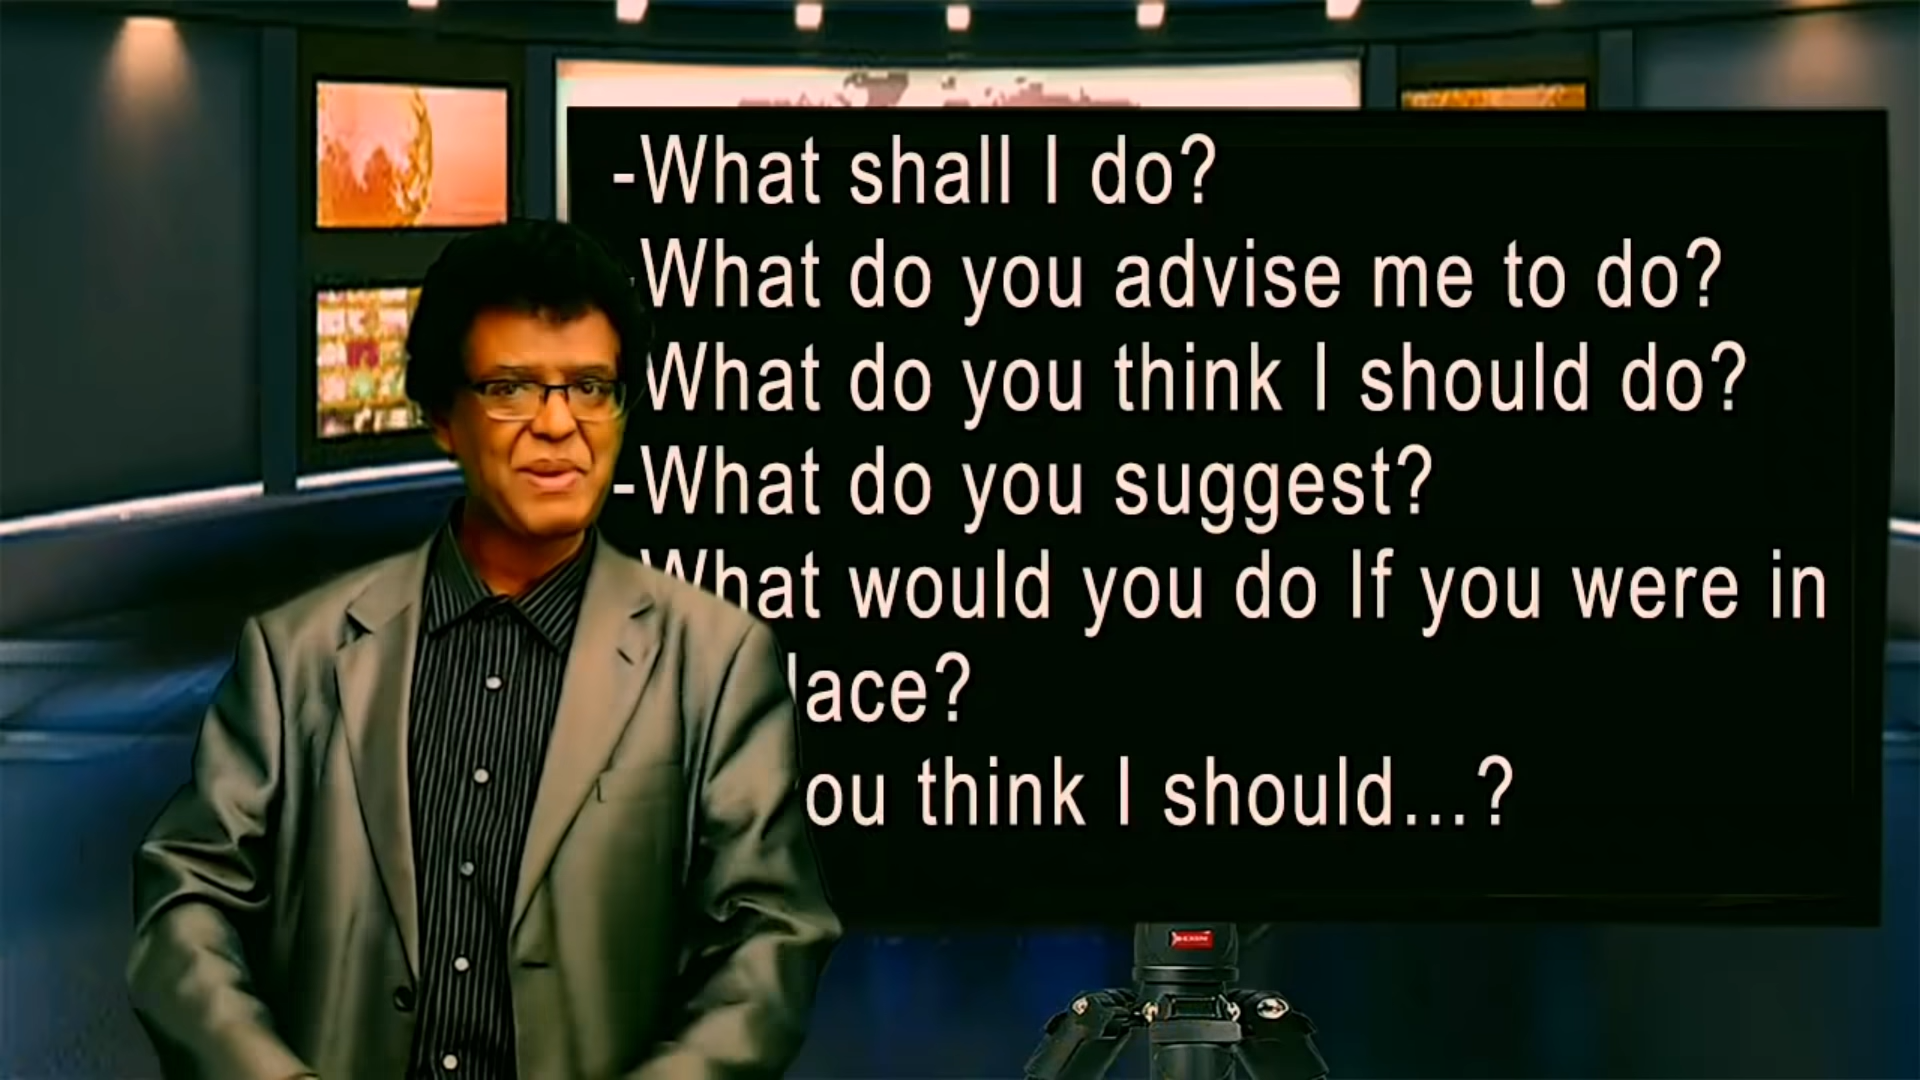 -What shall I do?
-What do you advise me to do?
What do you think I should do?
-What do you suggest?
What would you do If you were in
lace?
ou think I should...?